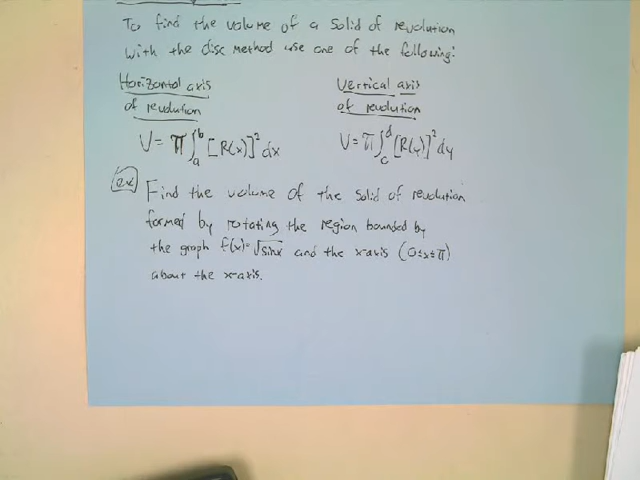 To find the volume of a solid of revolution
with the disc method use one of the following:
Horizontal axis
of revolution
V = π∫ₐᵇ [R(x)]² dx
Vertical axis
of revolution
V = π∫_c^d [R(y)]² dy
ex) Find the volume of the solid of revolution
formed by rotating the region bounded by
the graph f(x) = √sinx and the x-axis (0≤x≤π)
about the x-axis.